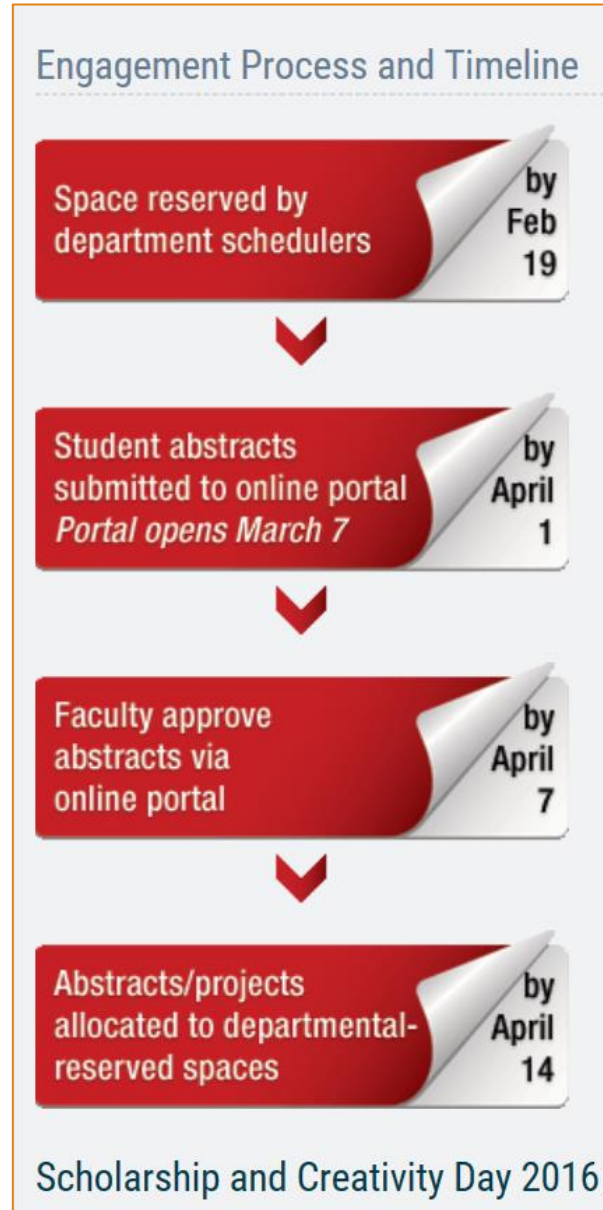 Engagement Process and Timeline
Space reserved by
department schedulers
by
Feb
19
Student abstracts
submitted to online portal
Portal opens March 7
by
April
1
Faculty approve
abstracts via
online portal
by
April
7
Abstracts/projects
allocated to departmental-
reserved spaces
by
April
14
Scholarship and Creativity Day 2016